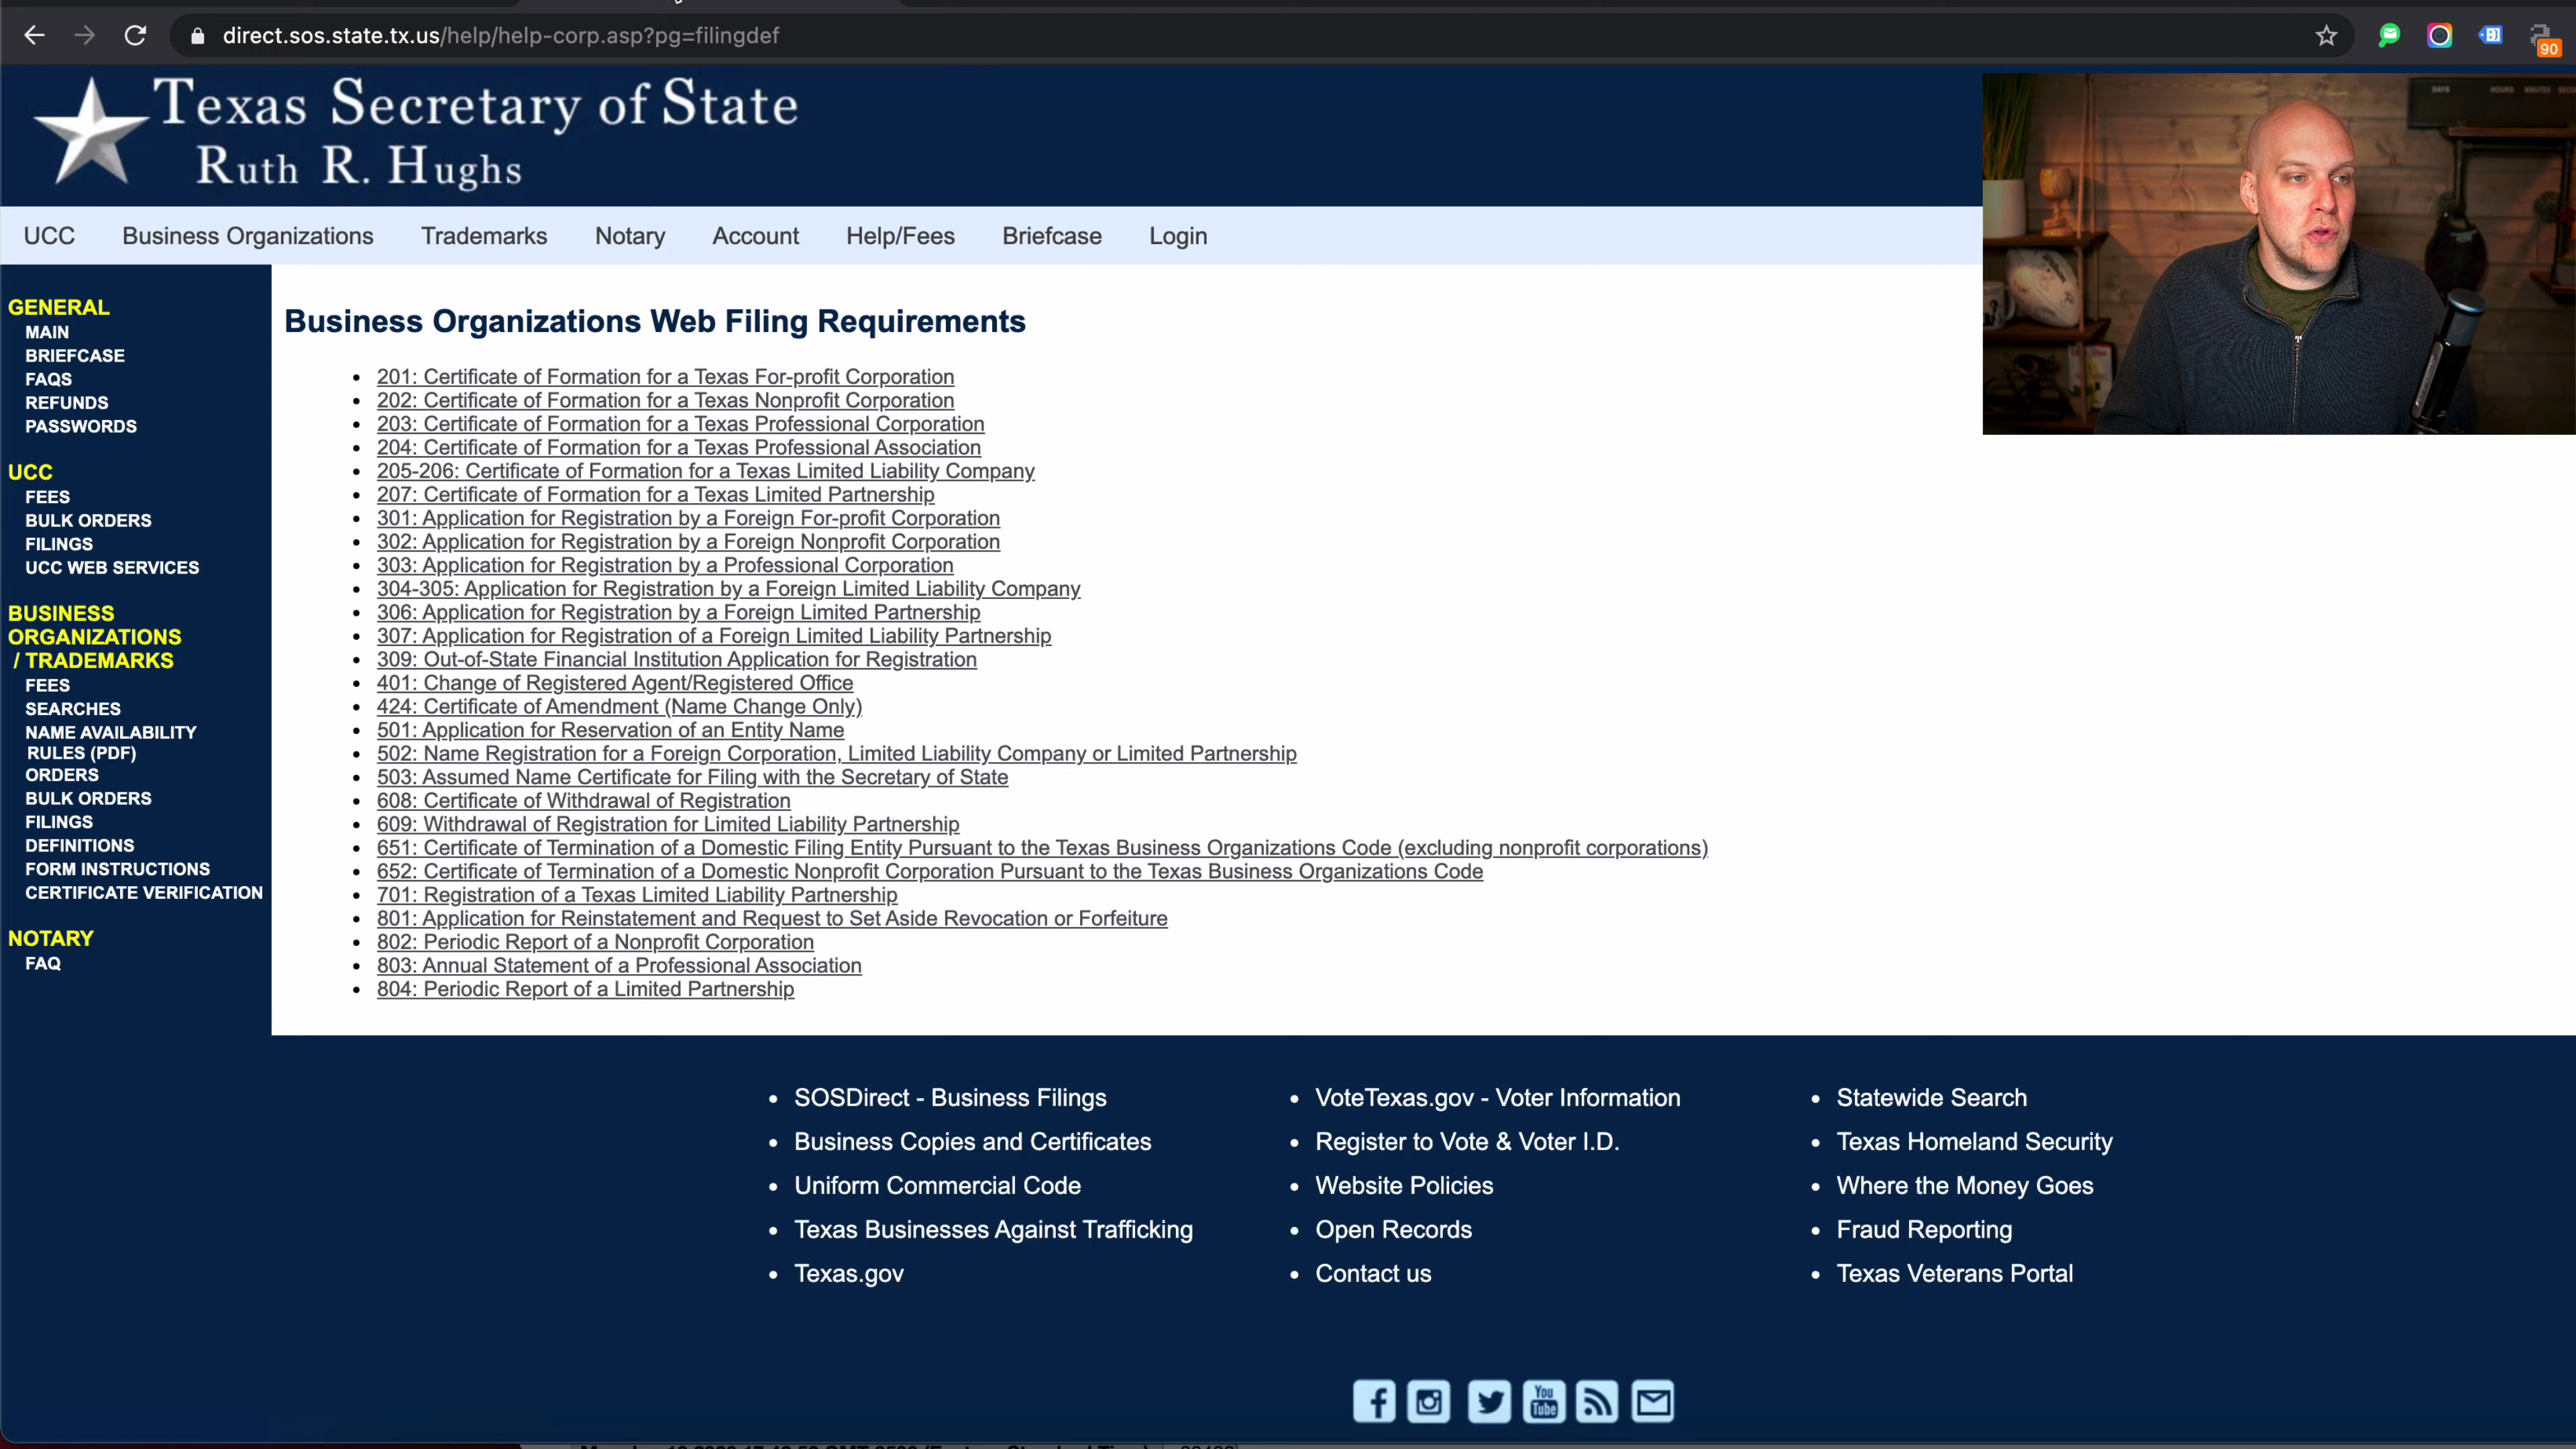 direct.sos.state.tx.us/help/help-corp.asp?pg=filingdef
90
Texas Secretary of State
Ruth R. Hughs
UCC Business Organizations Trademarks Notary Account Help/Fees Briefcase Login
GENERAL
MAIN
BRIEFCASE
FAQS
REFUNDS
PASSWORDS
UCC
FEES
BULK ORDERS
FILINGS
UCC WEB SERVICES
BUSINESS
ORGANIZATIONS
/ TRADEMARKS
FEES
SEARCHES
NAME AVAILABILITY
RULES (PDF)
ORDERS
BULK ORDERS
FILINGS
DEFINITIONS
FORM INSTRUCTIONS
CERTIFICATE VERIFICATION
NOTARY
FAQ
Business Organizations Web Filing Requirements
201: Certificate of Formation for a Texas For-profit Corporation
202: Certificate of Formation for a Texas Nonprofit Corporation
203: Certificate of Formation for a Texas Professional Corporation
204: Certificate of Formation for a Texas Professional Association
205-206: Certificate of Formation for a Texas Limited Liability Company
207: Certificate of Formation for a Texas Limited Partnership
301: Application for Registration by a Foreign For-profit Corporation
302: Application for Registration by a Foreign Nonprofit Corporation
303: Application for Registration by a Professional Corporation
304-305: Application for Registration by a Foreign Limited Liability Company
306: Application for Registration by a Foreign Limited Partnership
307: Application for Registration of a Foreign Limited Liability Partnership
309: Out-of-State Financial Institution Application for Registration
401: Change of Registered Agent/Registered Office
424: Certificate of Amendment (Name Change Only)
501: Application for Reservation of an Entity Name
502: Name Registration for a Foreign Corporation, Limited Liability Company or Limited Partnership
503: Assumed Name Certificate for Filing with the Secretary of State
608: Certificate of Withdrawal of Registration
609: Withdrawal of Registration for Limited Liability Partnership
651: Certificate of Termination of a Domestic Filing Entity Pursuant to the Texas Business Organizations Code (excluding nonprofit corporations)
652: Certificate of Termination of a Domestic Nonprofit Corporation Pursuant to the Texas Business Organizations Code
701: Registration of a Texas Limited Liability Partnership
801: Application for Reinstatement and Request to Set Aside Revocation or Forfeiture
802: Periodic Report of a Nonprofit Corporation
803: Annual Statement of a Professional Association
804: Periodic Report of a Limited Partnership
SOSDirect - Business Filings
Business Copies and Certificates
Uniform Commercial Code
Texas Businesses Against Trafficking
Texas.gov
VoteTexas.gov - Voter Information
Register to Vote & Voter I.D.
Website Policies
Open Records
Contact us
Statewide Search
Texas Homeland Security
Where the Money Goes
Fraud Reporting
Texas Veterans Portal
You
Tube